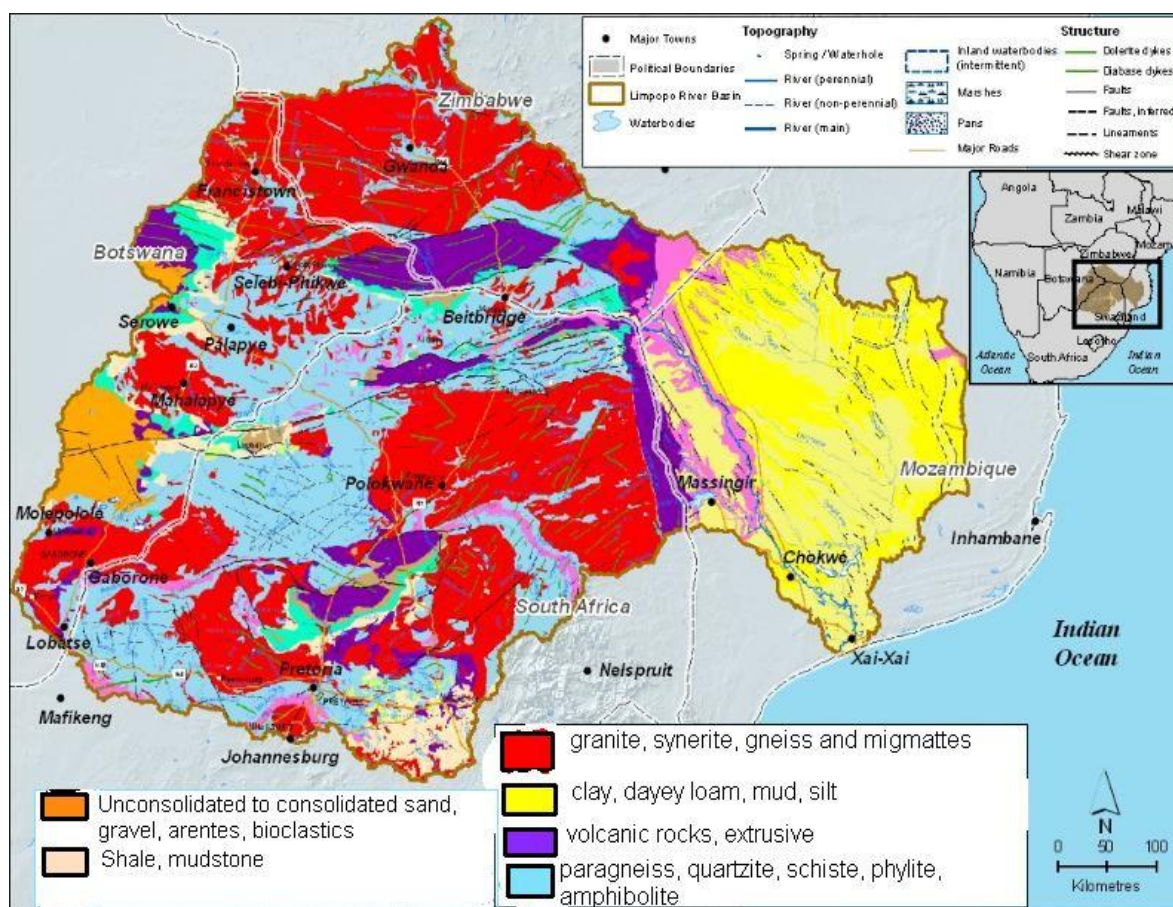 Major Towns
Political Boundaries
Limpopo River Basin
Waterbodies
Topography
Spring / Waterhole
River (perennial)
River (non-perennial)
River (main)
Inland waterbodies
(intermittent)
Marshes
Pans
Major Roads
Structure
Dolerite dykes
Diabase dykes
Faults
Faults, inferred
Lineaments
Shear zone
Angola
Zambia
Malawi
Zimbabwe
Namibia
Botswana
Swaziland
Lesotho
South Africa
Atlantic
Ocean
Indian
Ocean
Zimbabwe
Gwanda
Francistown
Botswana
Selebi-Phikwe
Serowe
Palapye
Beitbridge
Mahalapye
Polokwane
Massingir
Mozambique
Molepolole
Inhambane
Chokwé
Gaborone
South Africa
Lobatse
Xai-Xai
Indian
Ocean
Pretoria
Nelspruit
Mafikeng
Johannesburg
granite, synerite, gneiss and migmattes
clay, dayey loam, mud, silt
volcanic rocks, extrusive
paragneiss, quartzite, schiste, phylite,
amphibolite
Unconsolidated to consolidated sand,
gravel, arentes, bioclastics
Shale, mudstone
N
0 50 100
Kilometres